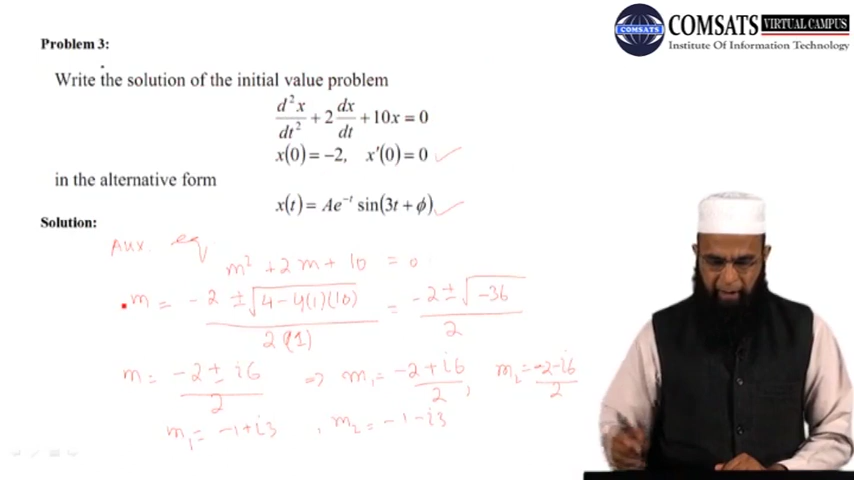 COMSATS VIRTUAL CAMPUS
COMSATS
Institute Of Information Technology
Problem 3:
Write the solution of the initial value problem
d²x/dt² + 2 dx/dt + 10x = 0
x(0) = −2, x′(0) = 0
in the alternative form
x(t) = Ae⁻ᵗ sin(3t + ϕ)
Solution:
Aux. eq
m² + 2m + 10 = 0
m = -2 ± √(4 - 4(1)(10)) / 2(1) = -2 ± √(-36) / 2
m = -2 ± i6 / 2 ⇒ m₁ = -2 + i6 / 2, m₂ = -2 - i6 / 2
m₁ = -1 + i3 , m₂ = -1 - i3